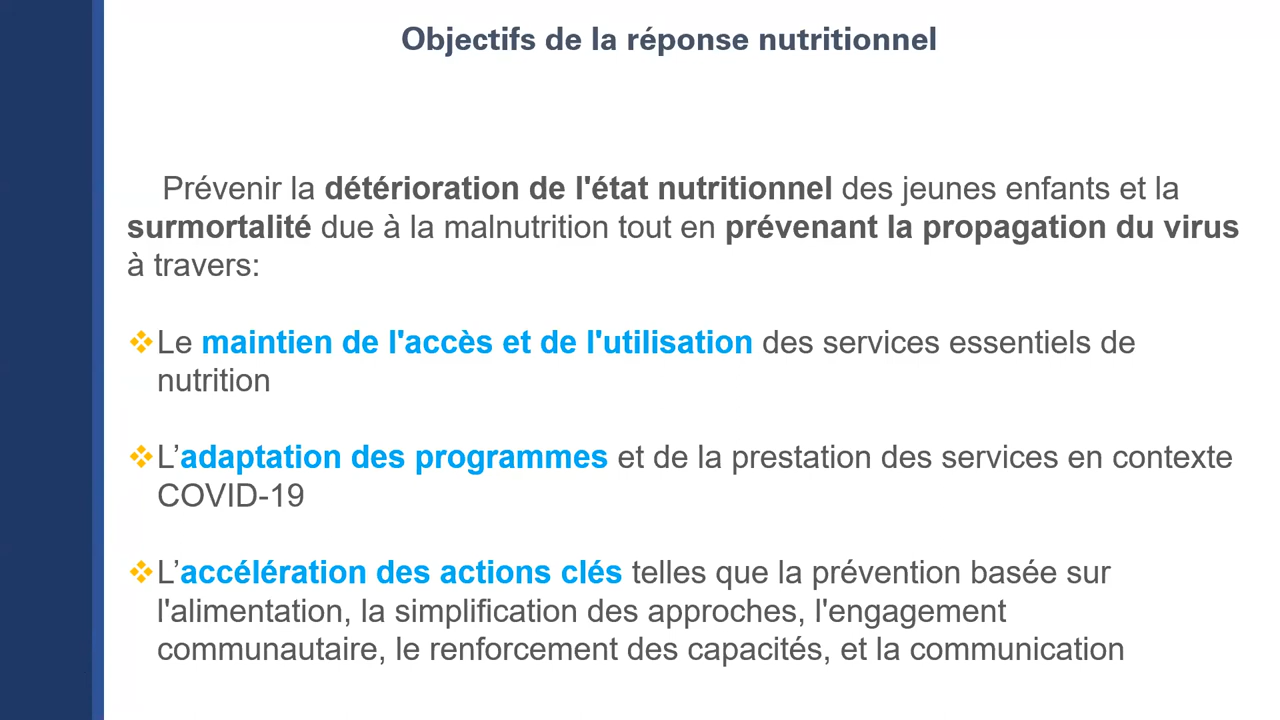 Objectifs de la réponse nutritionnel
Prévenir la détérioration de l'état nutritionnel des jeunes enfants et la
surmortalité due à la malnutrition tout en prévenant la propagation du virus
à travers:
❖Le maintien de l'accès et de l'utilisation des services essentiels de
nutrition
❖L’adaptation des programmes et de la prestation des services en contexte
COVID-19
❖L’accélération des actions clés telles que la prévention basée sur
l'alimentation, la simplification des approches, l'engagement
communautaire, le renforcement des capacités, et la communication